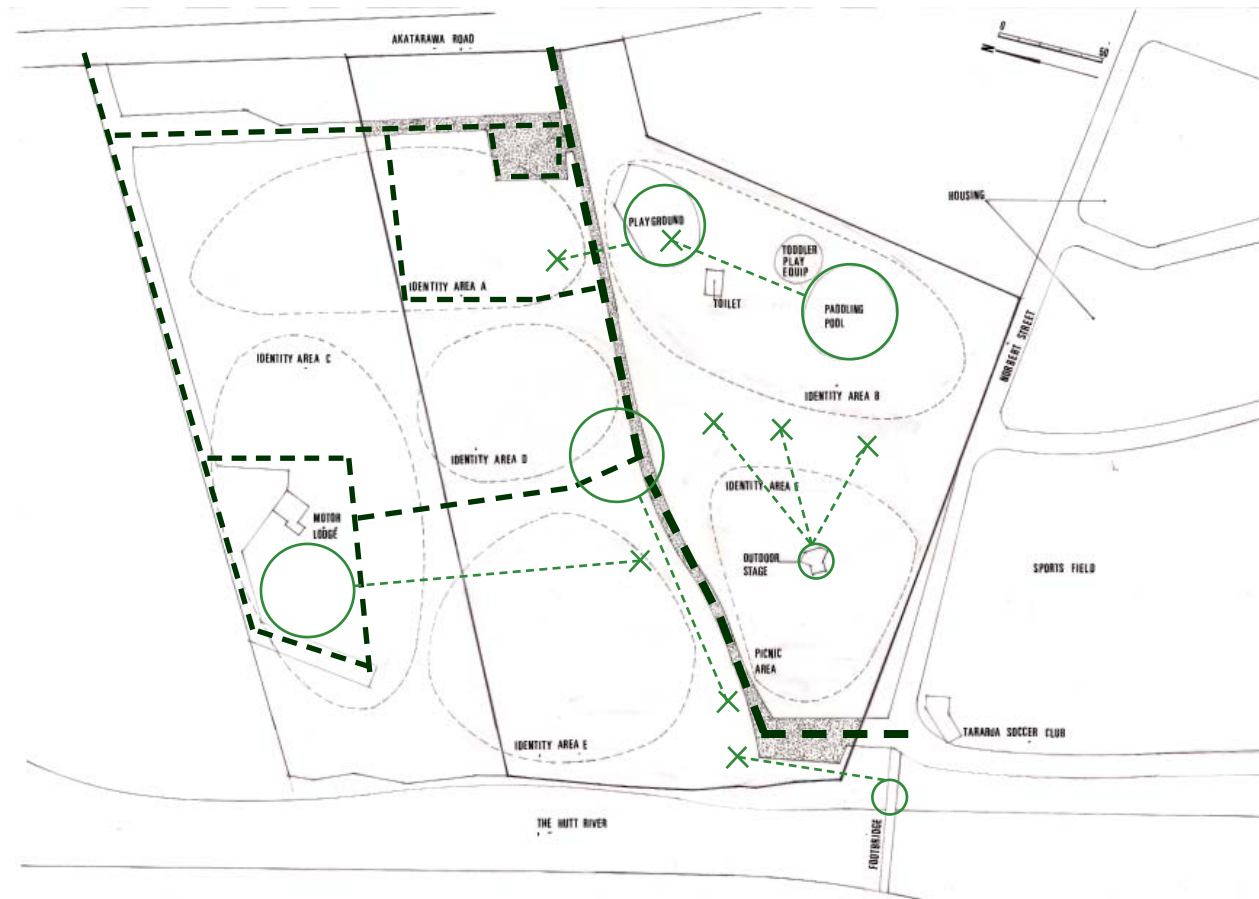 AKATARAWA ROAD
0
50
N
HOUSING
PLAYGROUND
TODDLER
PLAY
EQUIP
TOILET
PADDLING
POOL
NORBERT STREET
IDENTITY AREA A
IDENTITY AREA C
IDENTITY AREA B
IDENTITY AREA D
IDENTITY AREA
MOTOR
LODGE
OUTDOOR
STAGE
SPORTS FIELD
PICNIC
AREA
TARARUA SOCCER CLUB
IDENTITY AREA E
THE HUTT RIVER
FOOTBRIDGE